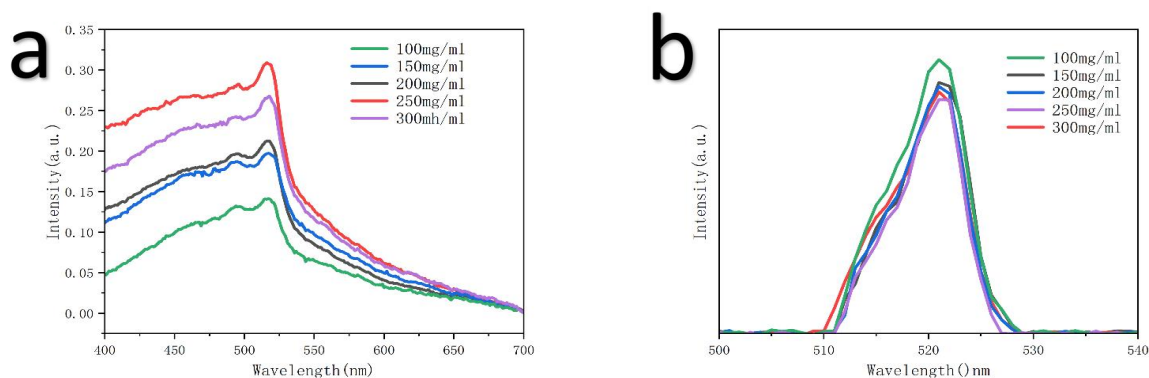 a
0.35
0.30
0.25
0.20
0.15
0.10
0.05
0.00
Intensity(a.u.)
100mg/ml
150mg/ml
200mg/ml
250mg/ml
300mh/ml
400 450 500 550 600 650 700
Wavelength(nm)
b
Intensity(a.u.)
100mg/ml
150mg/ml
200mg/ml
250mg/ml
300mg/ml
500 510 520 530 540
Wavelength()nm